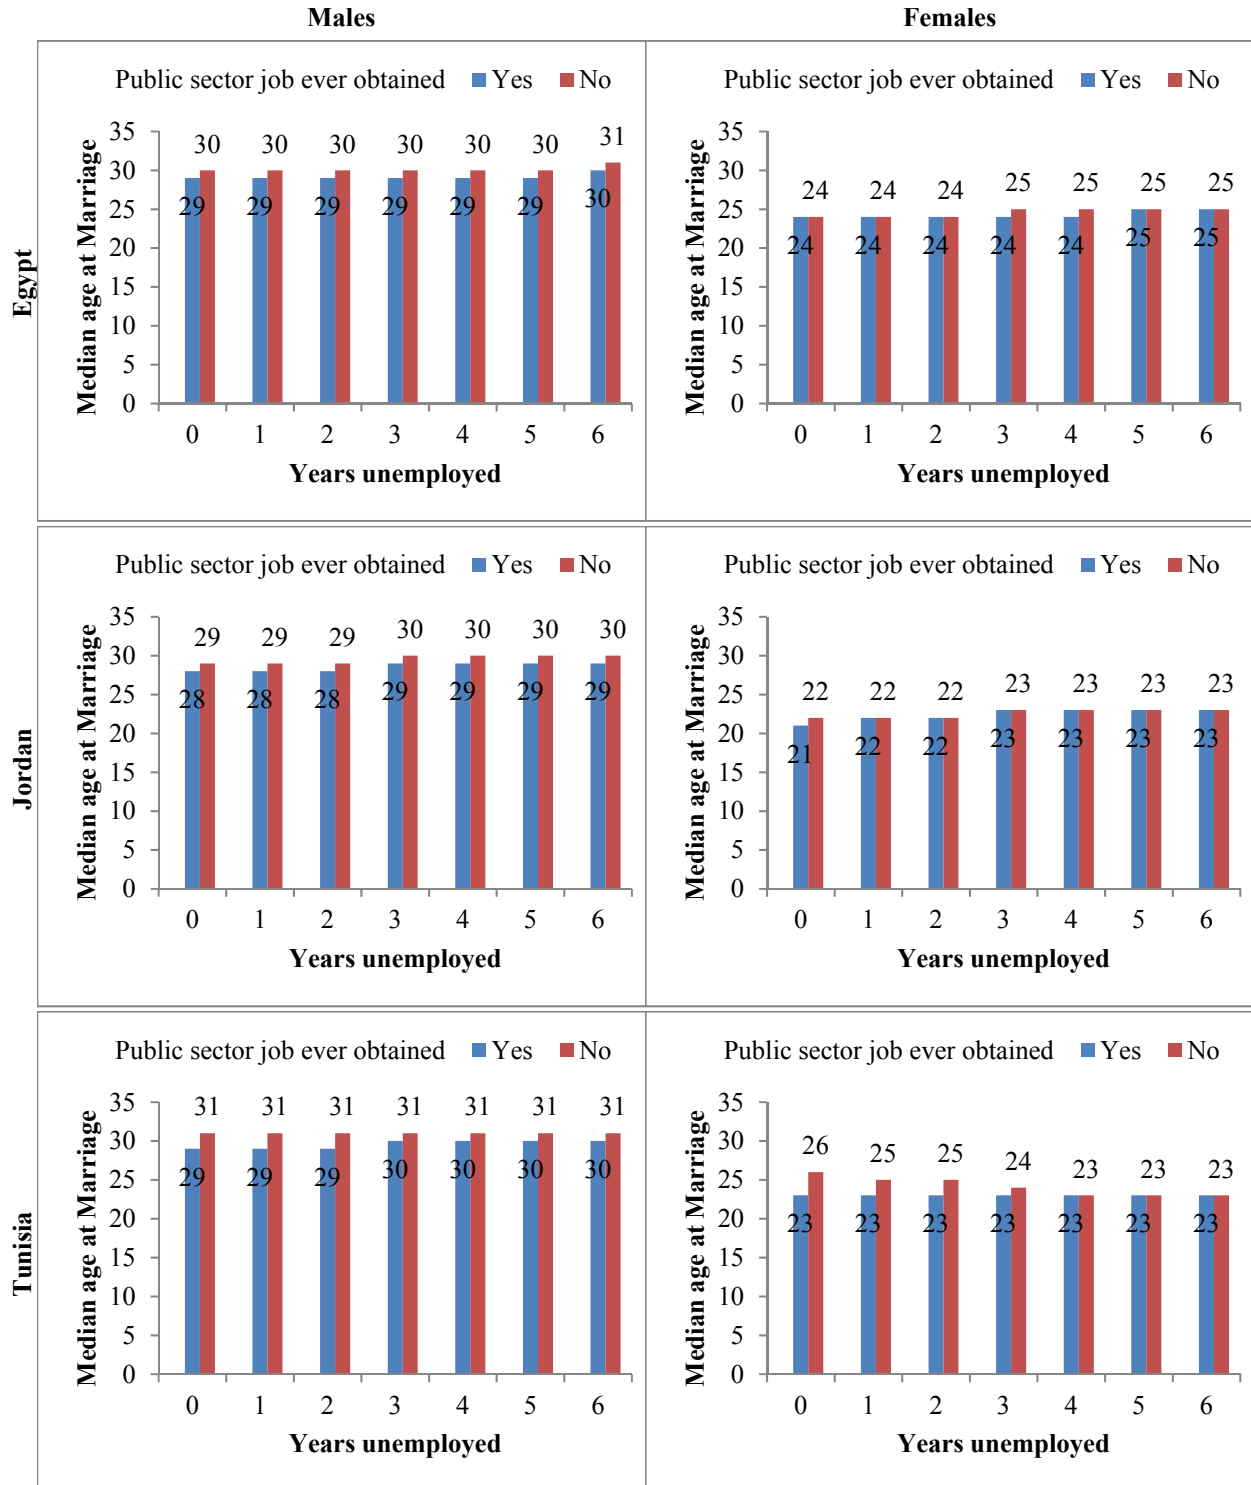 Males
Females
Egypt
Public sector job ever obtained Yes No
Median age at Marriage
35
30
25
20
15
10
5
0
30 30 30 30 30 30 31
29 29 29 29 29 29 30
0 1 2 3 4 5 6
Years unemployed
Public sector job ever obtained Yes No
Median age at Marriage
35
30
25
20
15
10
5
0
24 24 24 25 25 25 25
24 24 24 24 24 25 25
0 1 2 3 4 5 6
Years unemployed
Jordan
Public sector job ever obtained Yes No
Median age at Marriage
35
30
25
20
15
10
5
0
29 29 29 30 30 30 30
28 28 28 29 29 29 29
0 1 2 3 4 5 6
Years unemployed
Public sector job ever obtained Yes No
Median age at Marriage
35
30
25
20
15
10
5
0
22 22 22 23 23 23 23
21 22 22 23 23 23 23
0 1 2 3 4 5 6
Years unemployed
Tunisia
Public sector job ever obtained Yes No
Median age at Marriage
35
30
25
20
15
10
5
0
31 31 31 31 31 31 31
29 29 29 30 30 30 30
0 1 2 3 4 5 6
Years unemployed
Public sector job ever obtained Yes No
Median age at Marriage
35
30
25
20
15
10
5
0
26 25 25 24 23 23 23
23 23 23 23 23 23 23
0 1 2 3 4 5 6
Years unemployed